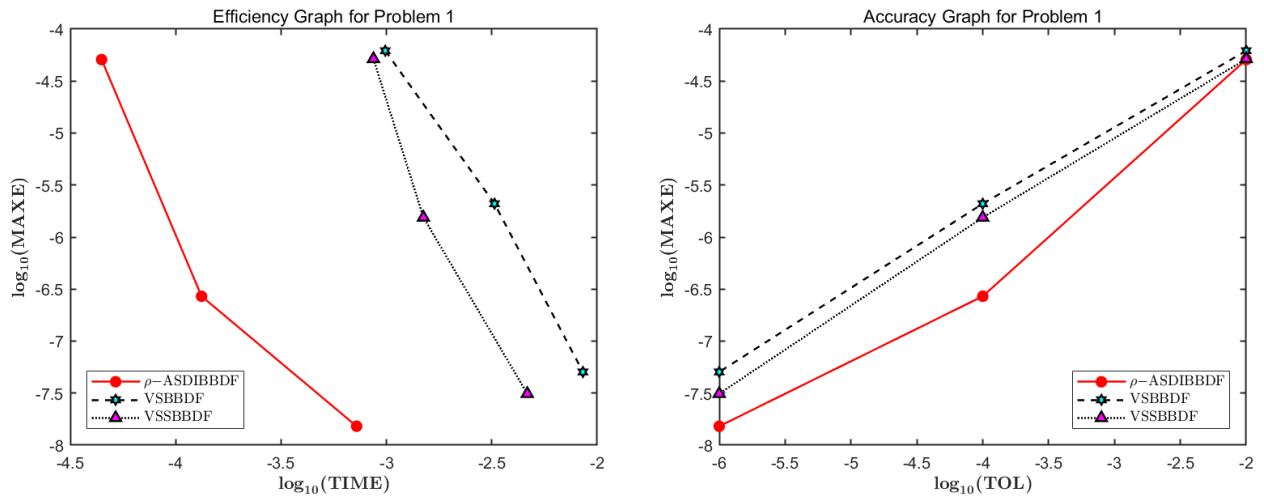 Efficiency Graph for Problem 1
-4
-4.5
-5
-5.5
-6
-6.5
-7
-7.5
-8
log10(MAXE)
ρ−ASDIBBDF
VSBBDF
VSSBBDF
-4.5
-4
-3.5
-3
-2.5
-2
log10(TIME)
Accuracy Graph for Problem 1
-4
-4.5
-5
-5.5
-6
-6.5
-7
-7.5
-8
log10(MAXE)
ρ−ASDIBBDF
VSBBDF
VSSBBDF
-6
-5.5
-5
-4.5
-4
-3.5
-3
-2.5
-2
log10(TOL)